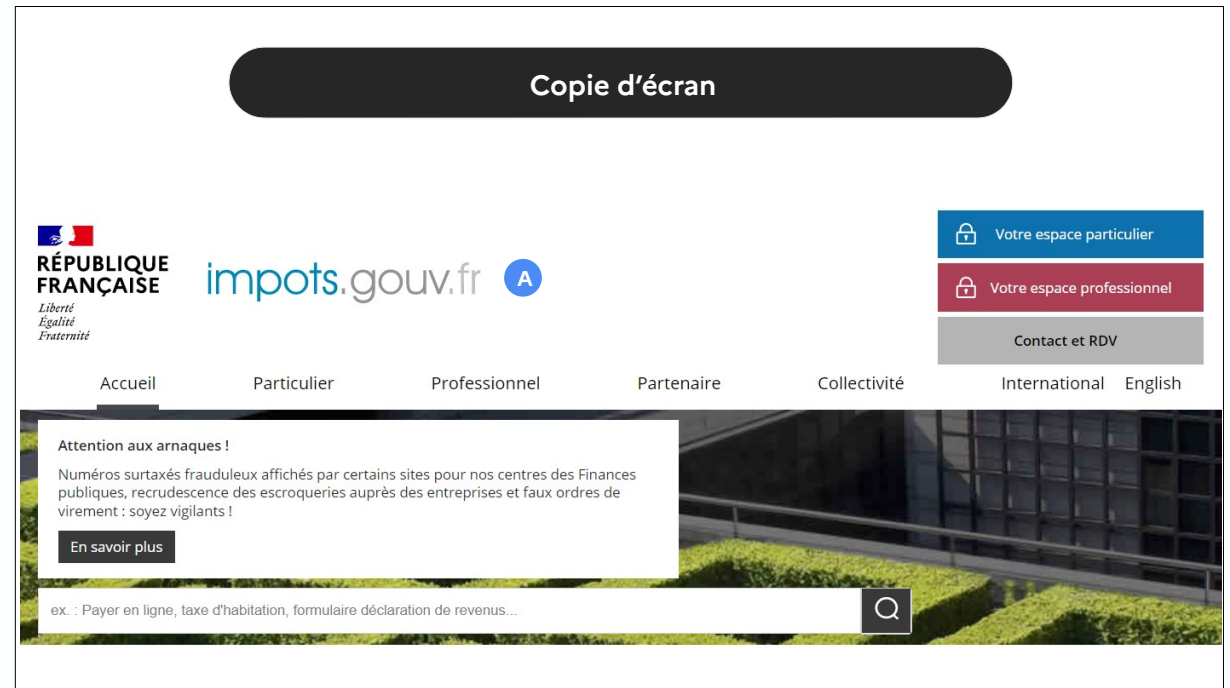 Copie d’écran
RÉPUBLIQUE
FRANÇAISE
Liberté
Égalité
Fraternité
impots.gouv.fr
A
Votre espace particulier
Votre espace professionnel
Contact et RDV
Accueil Particulier Professionnel Partenaire Collectivité International English
Attention aux arnaques !
Numéros surtaxés frauduleux affichés par certains sites pour nos centres des Finances
publiques, recrudescence des escroqueries auprès des entreprises et faux ordres de
virement : soyez vigilants !
En savoir plus
ex. : Payer en ligne, taxe d'habitation, formulaire déclaration de revenus...